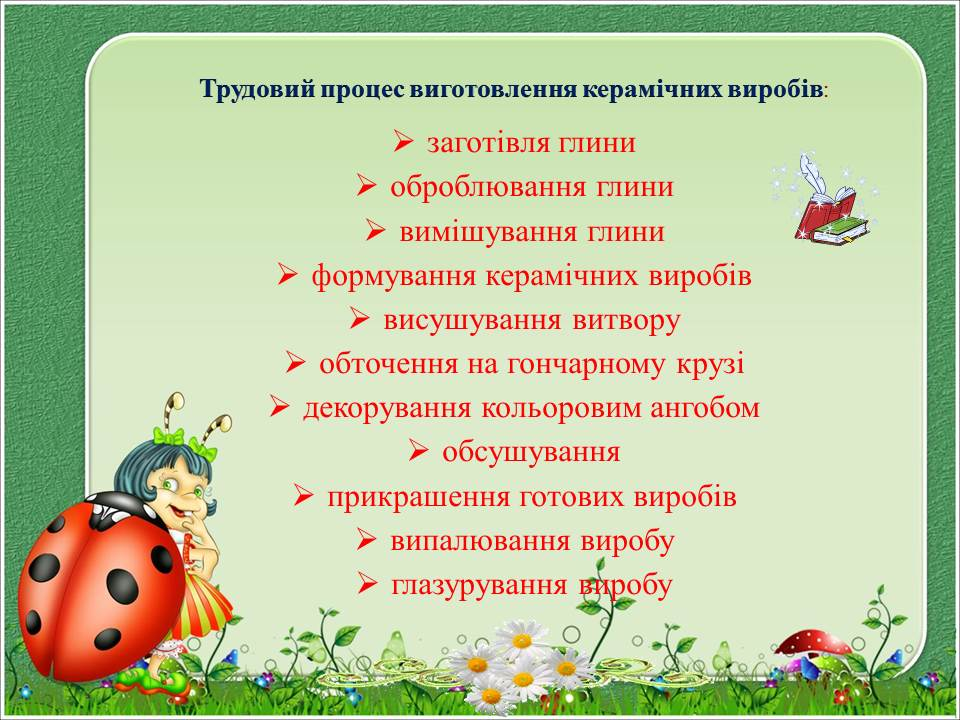 Трудовий процес виготовлення керамічних виробів:
➢ заготівля глини
➢ оброблювання глини
➢ вимішування глини
➢ формування керамічних виробів
➢ висушування витвору
➢ обточення на гончарному крузі
➢ декорування кольоровим ангобом
➢ обсушування
➢ прикрашення готових виробів
➢ випалювання виробу
➢ глазурування виробу